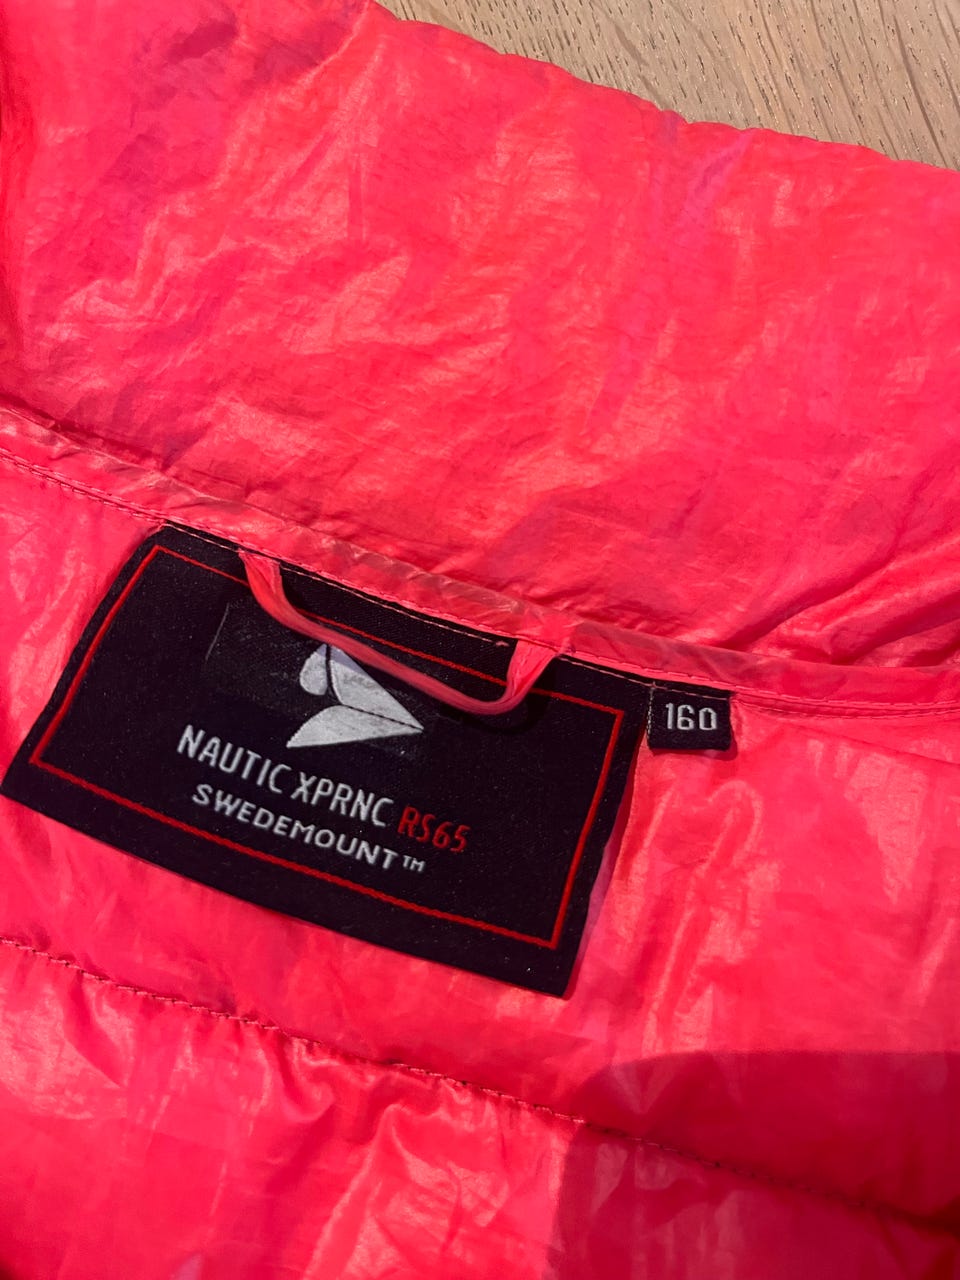 160
NAUTIC XPRNC RS65
SWEDEMOUNT™